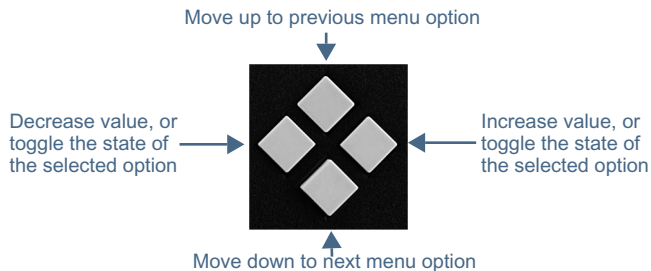 Move up to previous menu option
Decrease value, or
toggle the state of
the selected option
Increase value, or
toggle the state of
the selected option
Move down to next menu option